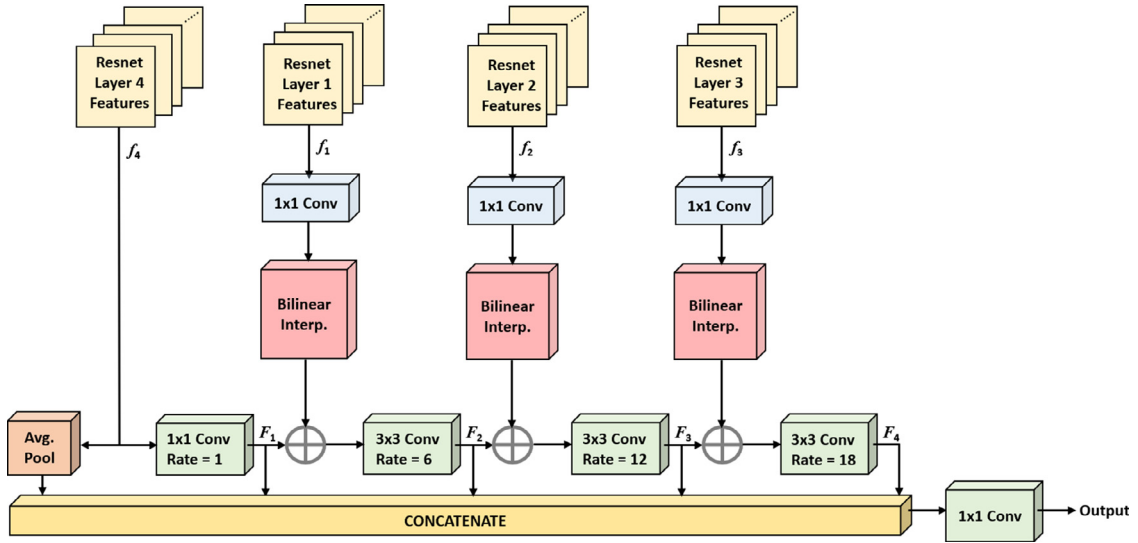 Resnet
Layer 4
Features
Resnet
Layer 1
Features
Resnet
Layer 2
Features
Resnet
Layer 3
Features
f4
f1
f2
f3
1x1 Conv
1x1 Conv
1x1 Conv
Bilinear
Interp.
Bilinear
Interp.
Bilinear
Interp.
Avg.
Pool
1x1 Conv
Rate = 1
F1
3x3 Conv
Rate = 6
F2
3x3 Conv
Rate = 12
F3
3x3 Conv
Rate = 18
F4
CONCATENATE
1x1 Conv
Output